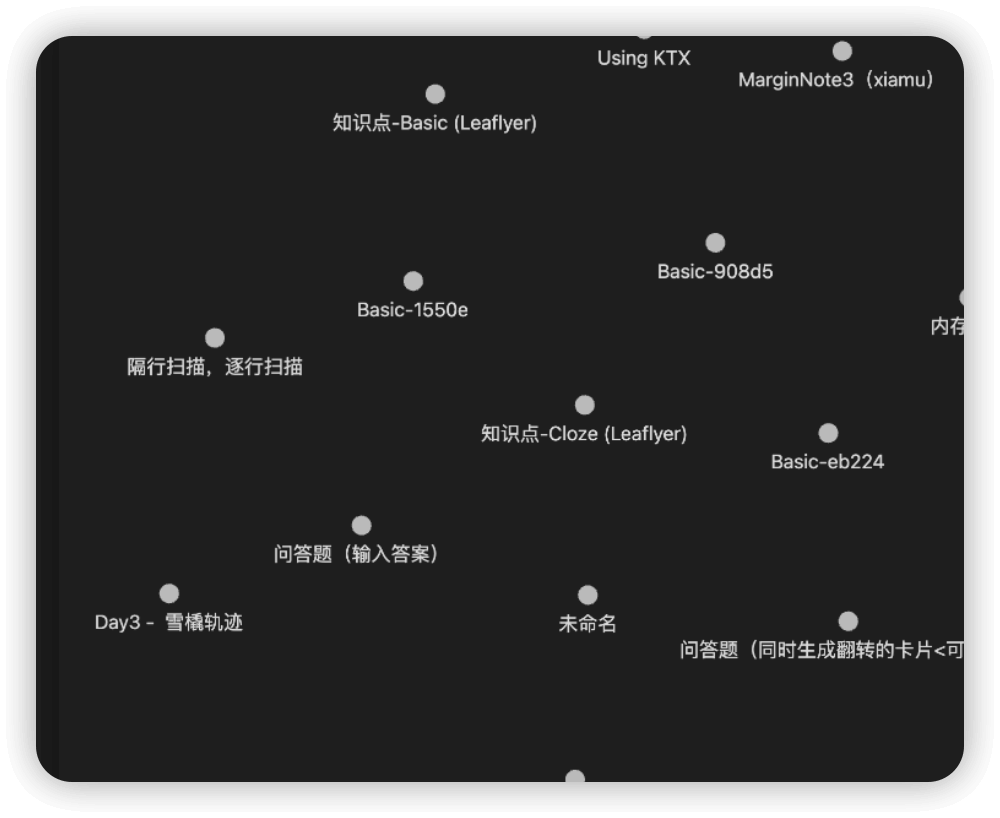 Using KTX
MarginNote3（xiamu）
知识点-Basic (Leaflyer)
Basic-908d5
Basic-1550e
内存
隔行扫描，逐行扫描
知识点-Cloze (Leaflyer)
Basic-eb224
问答题（输入答案）
Day3 - 雪橇轨迹
未命名
问答题（同时生成翻转的卡片<可